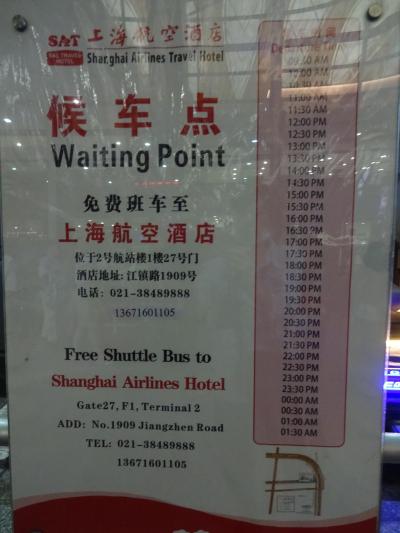 SAT 上海航空酒店
SAL TRAVEL HOTEL
Shanghai Airlines Travel Hotel
候车点
Waiting Point
免费班车至
上海航空酒店
位于2号航站楼1楼27号门
酒店地址: 江镇路1909号
电话: 021-38489888
13671601105
Free Shuttle Bus to
Shanghai Airlines Hotel
Gate27, F1, Terminal 2
ADD: No.1909 Jiangzhen Road
TEL: 021-38489888
13671601105
10:30 AM
11:00 AM
11:30 AM
12:00 PM
12:30 PM
13:00 PM
13:30 PM
14:00 PM
14:30 PM
15:00 PM
15:30 PM
16:00 PM
16:30 PM
17:00 PM
17:30 PM
18:00 PM
18:30 PM
19:00 PM
19:30 PM
20:00 PM
20:30 PM
21:00 PM
21:30 PM
22:00 PM
22:30 PM
23:00 PM
23:30 PM
00:00 AM
00:30 AM
01:00 AM
01:30 AM